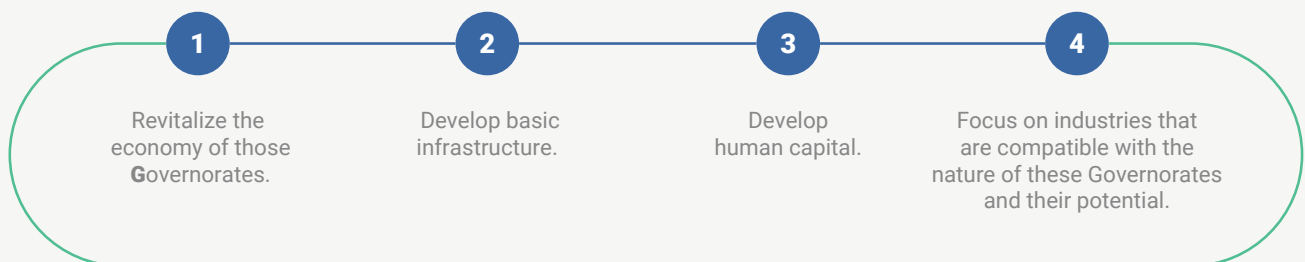 1
Revitalize the
economy of those
Governorates.
2
Develop basic
infrastructure.
3
Develop
human capital.
4
Focus on industries that
are compatible with the
nature of these Governorates
and their potential.